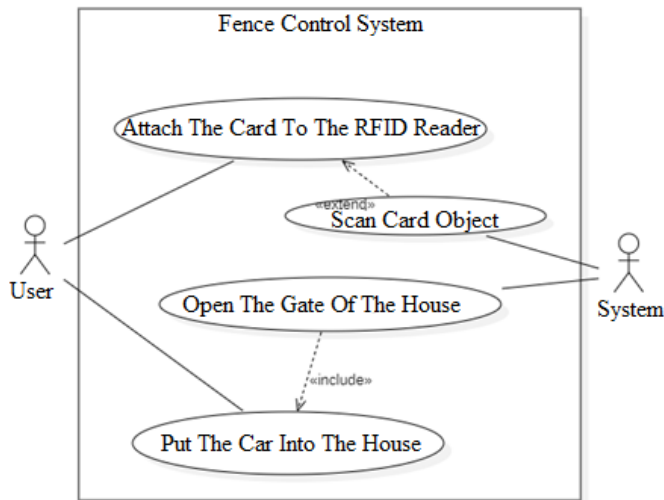 Fence Control System
Attach The Card To The RFID Reader
«extend»
Scan Card Object
User
Open The Gate Of The House
System
«include»
Put The Car Into The House